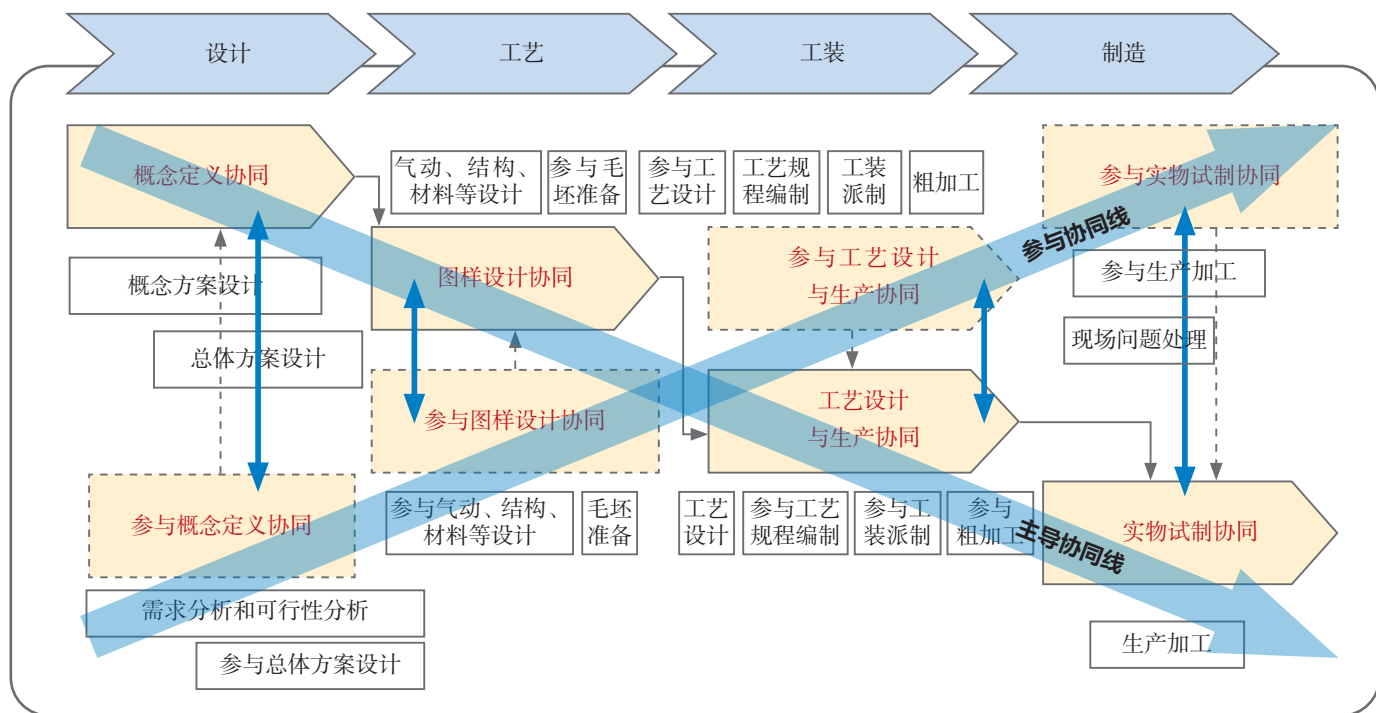 设计
工艺
工装
制造
概念定义协同
气动、结构、
材料等设计
参与毛
坯准备
参与工
艺设计
工艺规
程编制
工装
派制
粗加工
参与实物试制协同
参与协同线
概念方案设计
图样设计协同
参与工艺设计
与生产协同
参与生产加工
总体方案设计
现场问题处理
参与图样设计协同
工艺设计
与生产协同
参与概念定义协同
参与气动、结构、
材料等设计
毛坯
准备
工艺
设计
参与工艺
规程编制
参与工
装派制
参与
粗加工
主导协同线
实物试制协同
需求分析和可行性分析
参与总体方案设计
生产加工